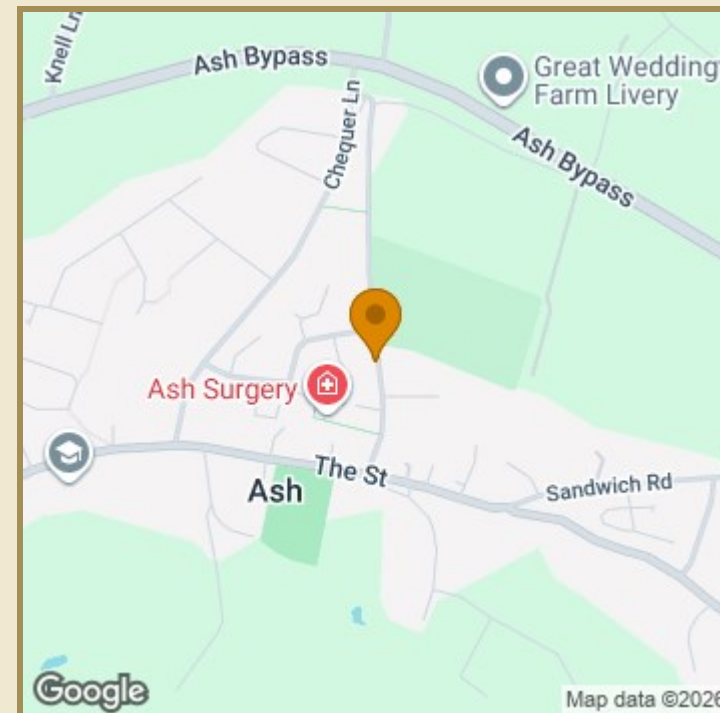 Knell Ln
Ash Bypass
Great Wedding
Farm Livery
Chequer Ln
Ash Bypass
Ash Surgery
The St
Sandwich Rd
Ash
Google
Map data ©2026